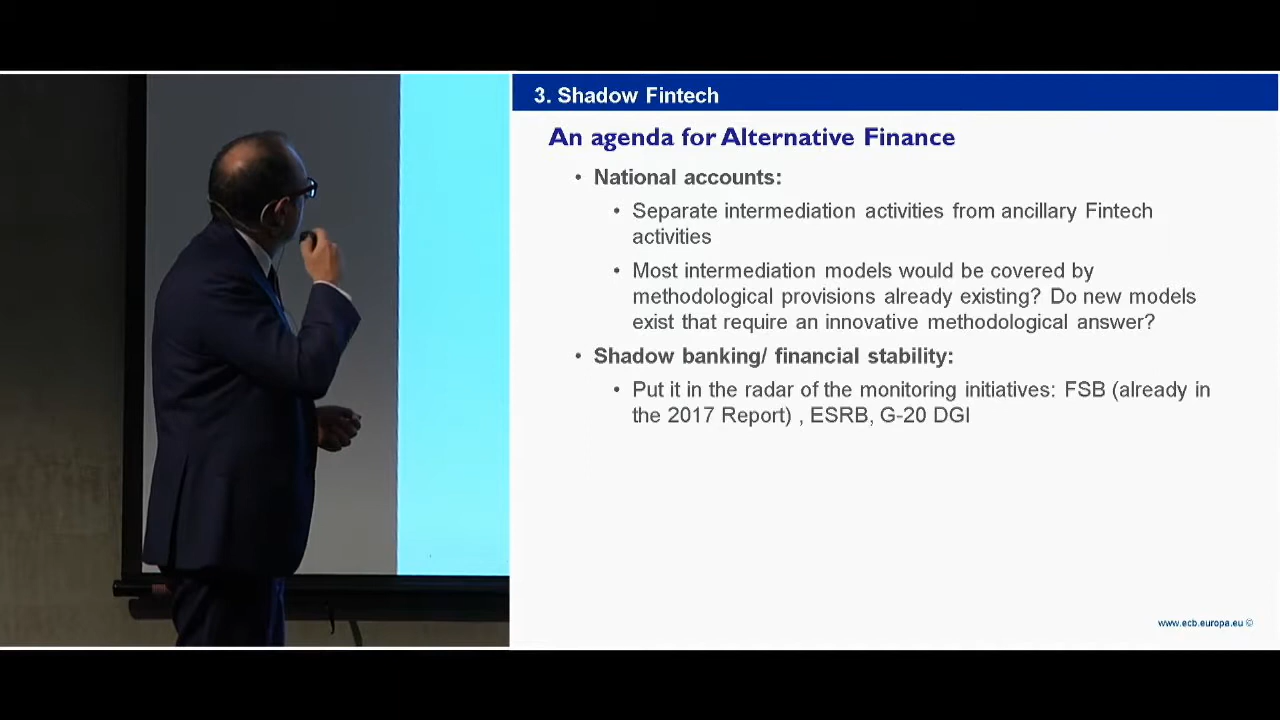 3. Shadow Fintech
An agenda for Alternative Finance
• National accounts:
• Separate intermediation activities from ancillary Fintech
activities
• Most intermediation models would be covered by
methodological provisions already existing? Do new models
exist that require an innovative methodological answer?
• Shadow banking/ financial stability:
• Put it in the radar of the monitoring initiatives: FSB (already in
the 2017 Report) , ESRB, G-20 DGI
www.ecb.europa.eu ©